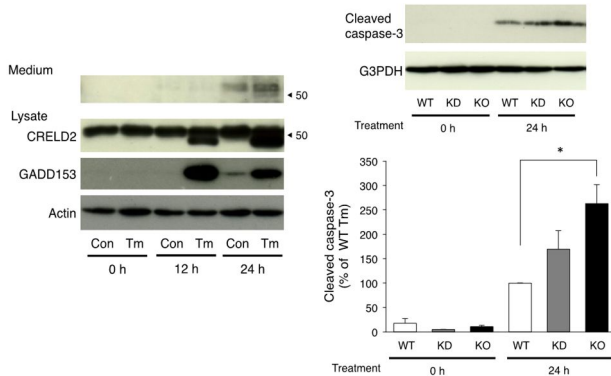 Medium
◄ 50
Lysate
CRELD2
◄ 50
GADD153
Actin
Con Tm Con Tm Con Tm
0 h 12 h 24 h
Cleaved
caspase-3
G3PDH
WT KD KO WT KD KO
Treatment 0 h 24 h
Cleaved caspase-3
(% of WT Tm)
350
300
250
200
150
100
50
0
*
WT KD KO WT KD KO
Treatment 0 h 24 h